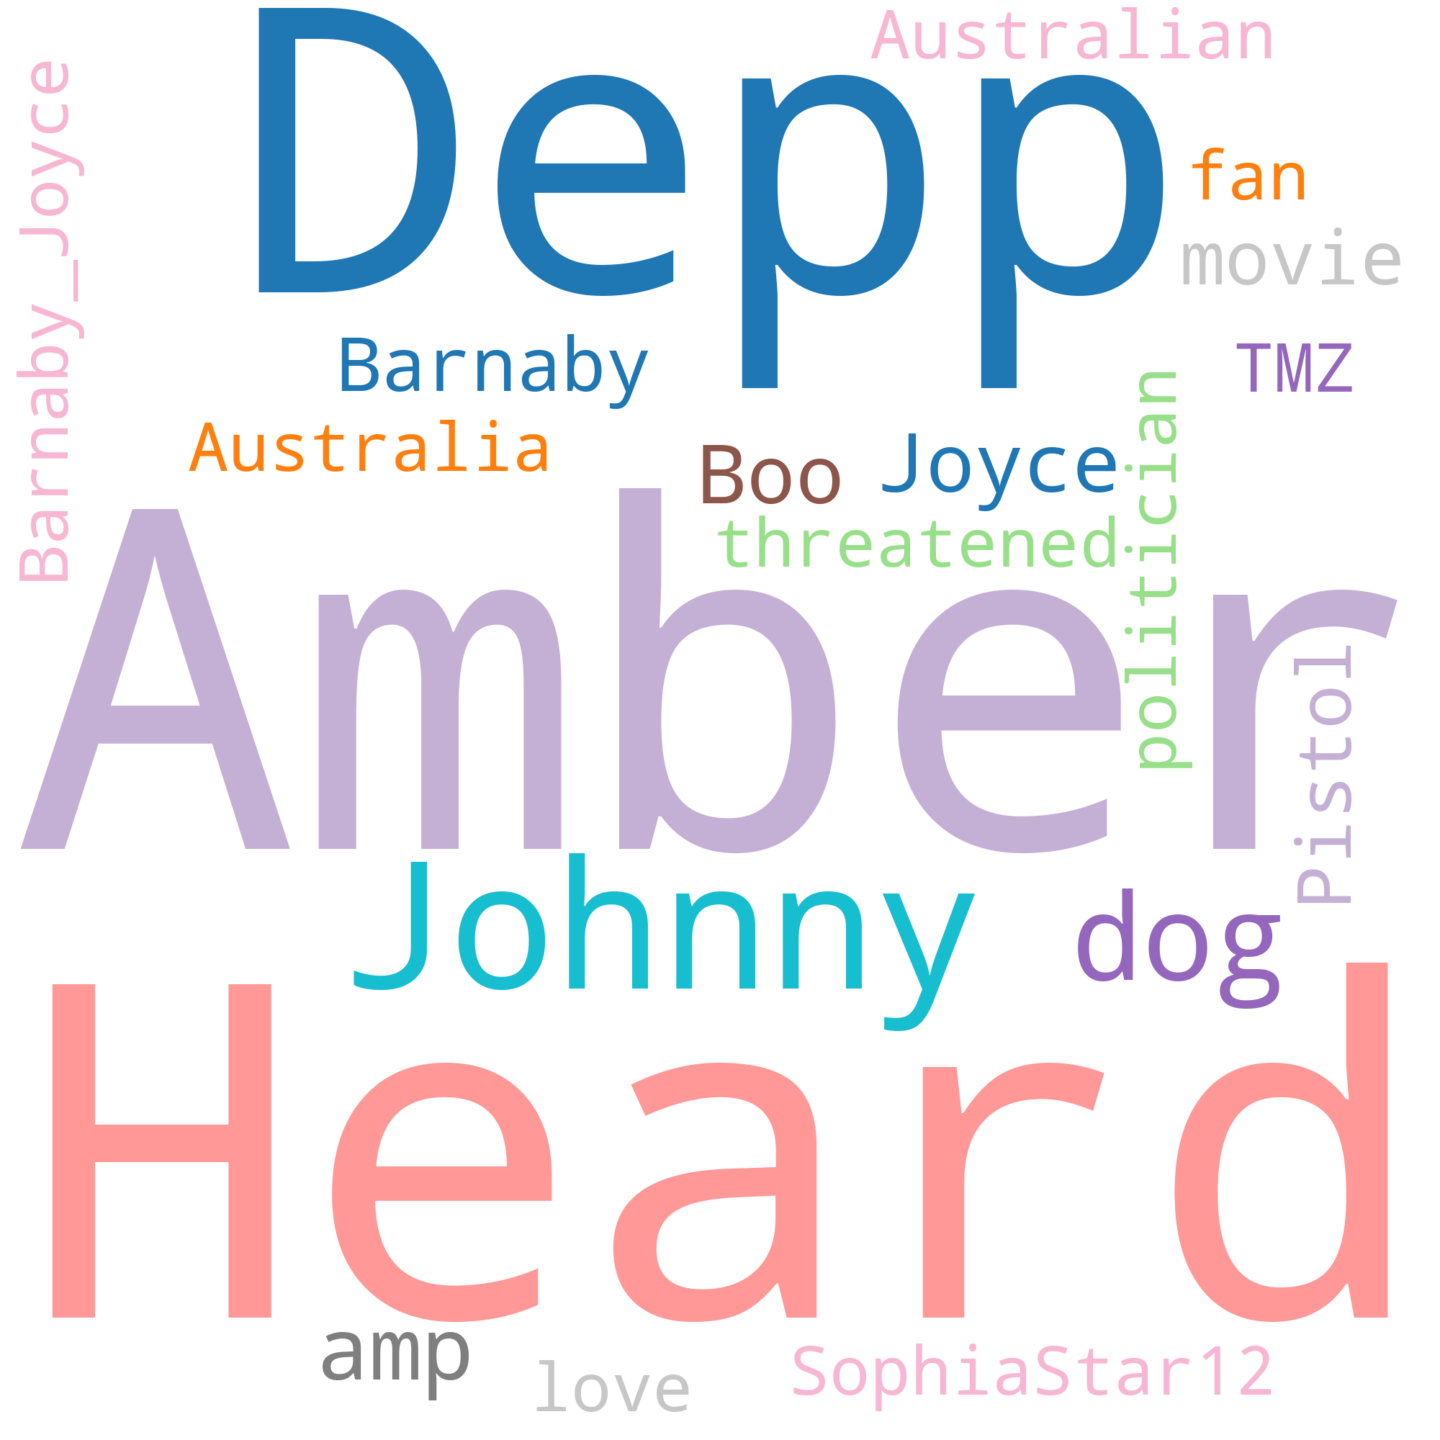 Depp
Australian
Barnaby_Joyce
fan
movie
Barnaby
TMZ
Australia
Boo
Joyce
politician
threatened
Amber
Pistol
Johnny
dog
Heard
amp
love
SophiaStar12